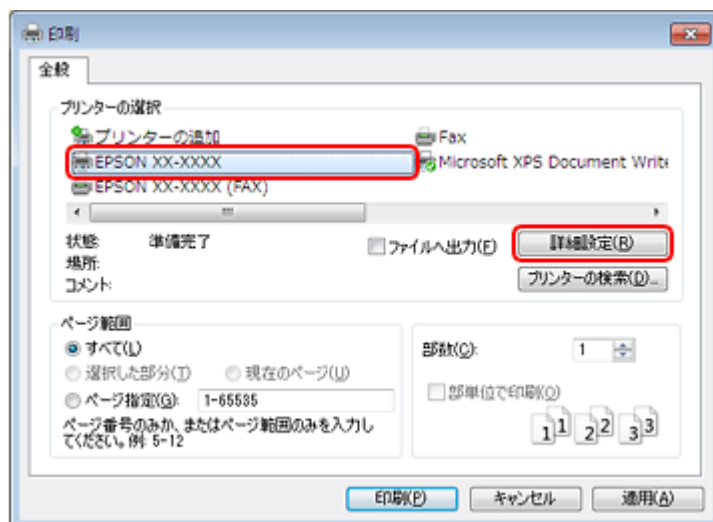 印刷
全般
プリンターの選択
プリンターの追加
Fax
EPSON XX-XXXX
Microsoft XPS Document Write
EPSON XX-XXXX (FAX)
状態: 準備完了
場所:
コメント:
ファイルへ出力(F)
詳細設定(R)
プリンターの検索(D)...
ページ範囲
すべて(L)
選択した部分(T)
現在のページ(U)
ページ指定(G): 1-65535
ページ番号のみか、またはページ範囲のみを入力し
てください。例: 5-12
部数(C): 1
部単位で印刷(O)
11 22 33
印刷(P) キャンセル 適用(A)